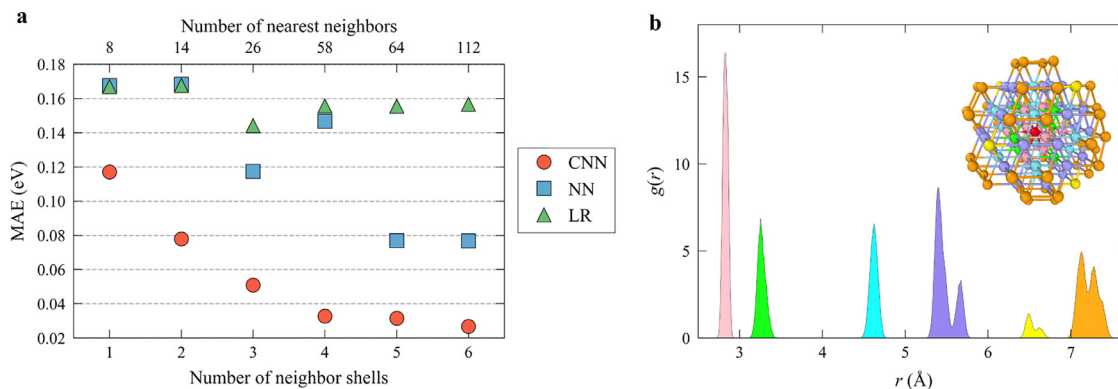 a
Number of nearest neighbors
8 14 26 58 64 112
0.18
0.16
0.14
0.12
0.10
0.08
0.06
0.04
0.02
MAE (eV)
1 2 3 4 5 6
Number of neighbor shells
CNN
NN
LR
b
15
10
5
0
g(r)
3 4 5 6 7
r (Å)